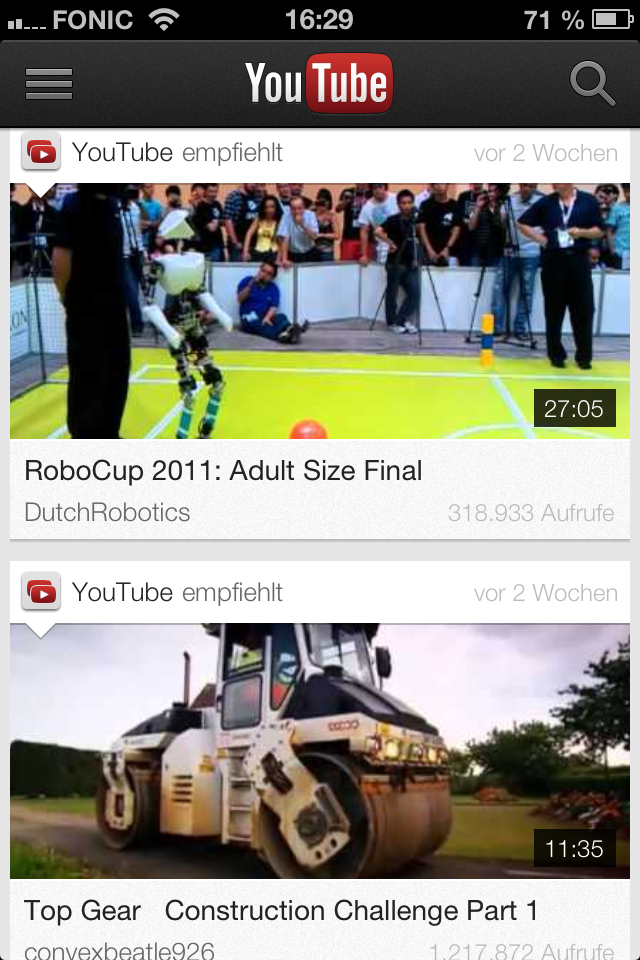 FONIC 16:29 71 %
YouTube
YouTube empfiehlt vor 2 Wochen
27:05
RoboCup 2011: Adult Size Final
DutchRobotics 318.933 Aufrufe
YouTube empfiehlt vor 2 Wochen
11:35
Top Gear Construction Challenge Part 1
convexbeatle926 1.217.872 Aufrufe